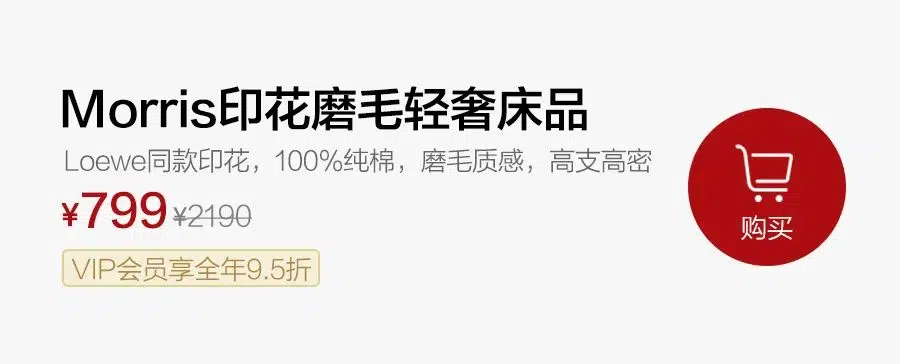 Morris印花磨毛轻奢床品
Loewe同款印花，100%纯棉，磨毛质感，高支高密
¥799 ¥2190
VIP会员享全年9.5折
购买